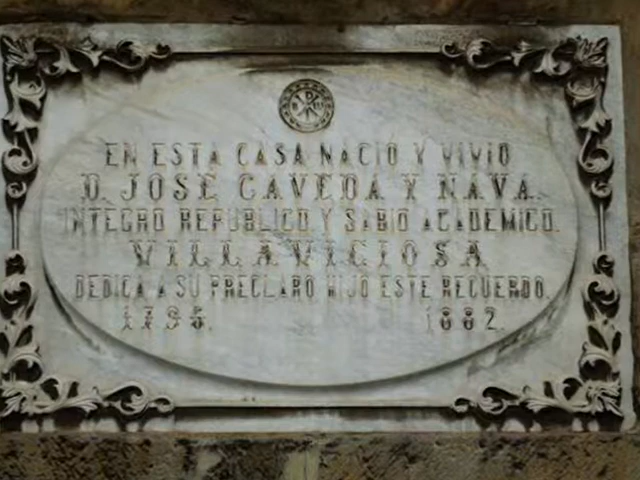 EN ESTA CASA NACIO Y VIVIO
D. JOSE CAVEDA Y NAVA.
INTEGRO REPUBLICO Y SABIO ACADEMICO.
VILLAVICIOSA
DEDICA A SU PRECLARO HIJO ESTE RECUERDO.
1795. 1882.